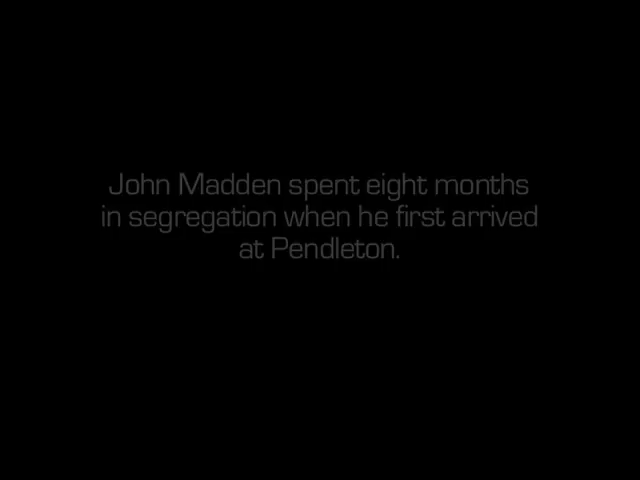 John Madden spent eight months
in segregation when he first arrived
at Pendleton.